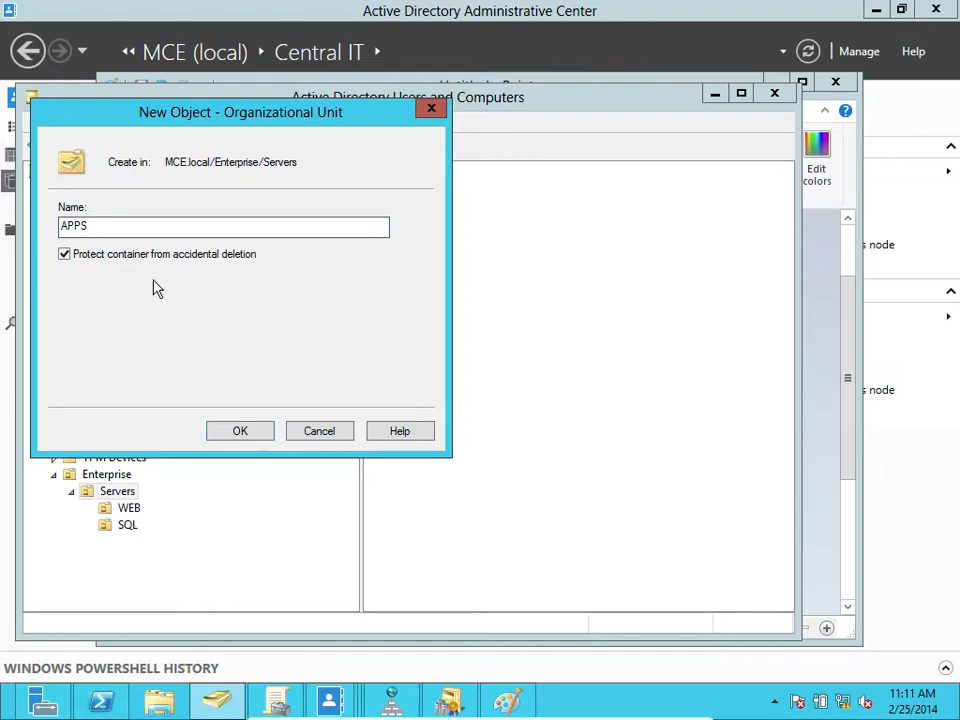 Active Directory Administrative Center
MCE (local)
Central IT
Manage
Help
Active Directory Users and Computers
New Object - Organizational Unit
Create in:
MCE.local/Enterprise/Servers
Name:
APPS
Protect container from accidental deletion
OK
Cancel
Help
Edit
colors
s node
s node
Enterprise
Servers
WEB
SQL
WINDOWS POWERSHELL HISTORY
11:11 AM
2/25/2014